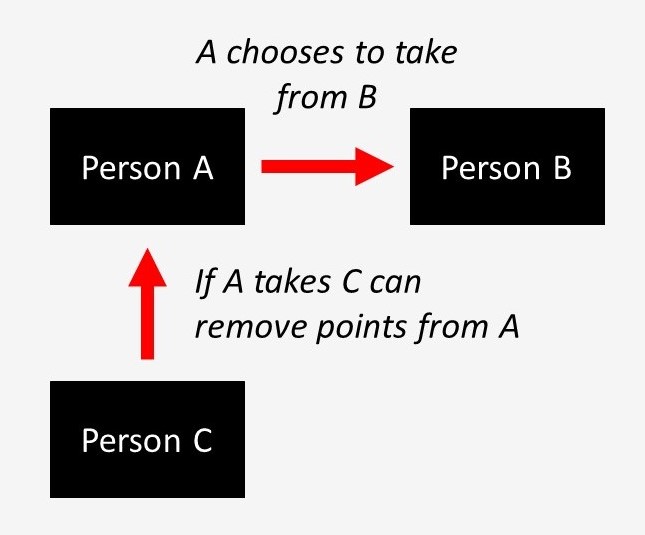 A chooses to take
from B
Person A
Person B
If A takes C can
remove points from A
Person C